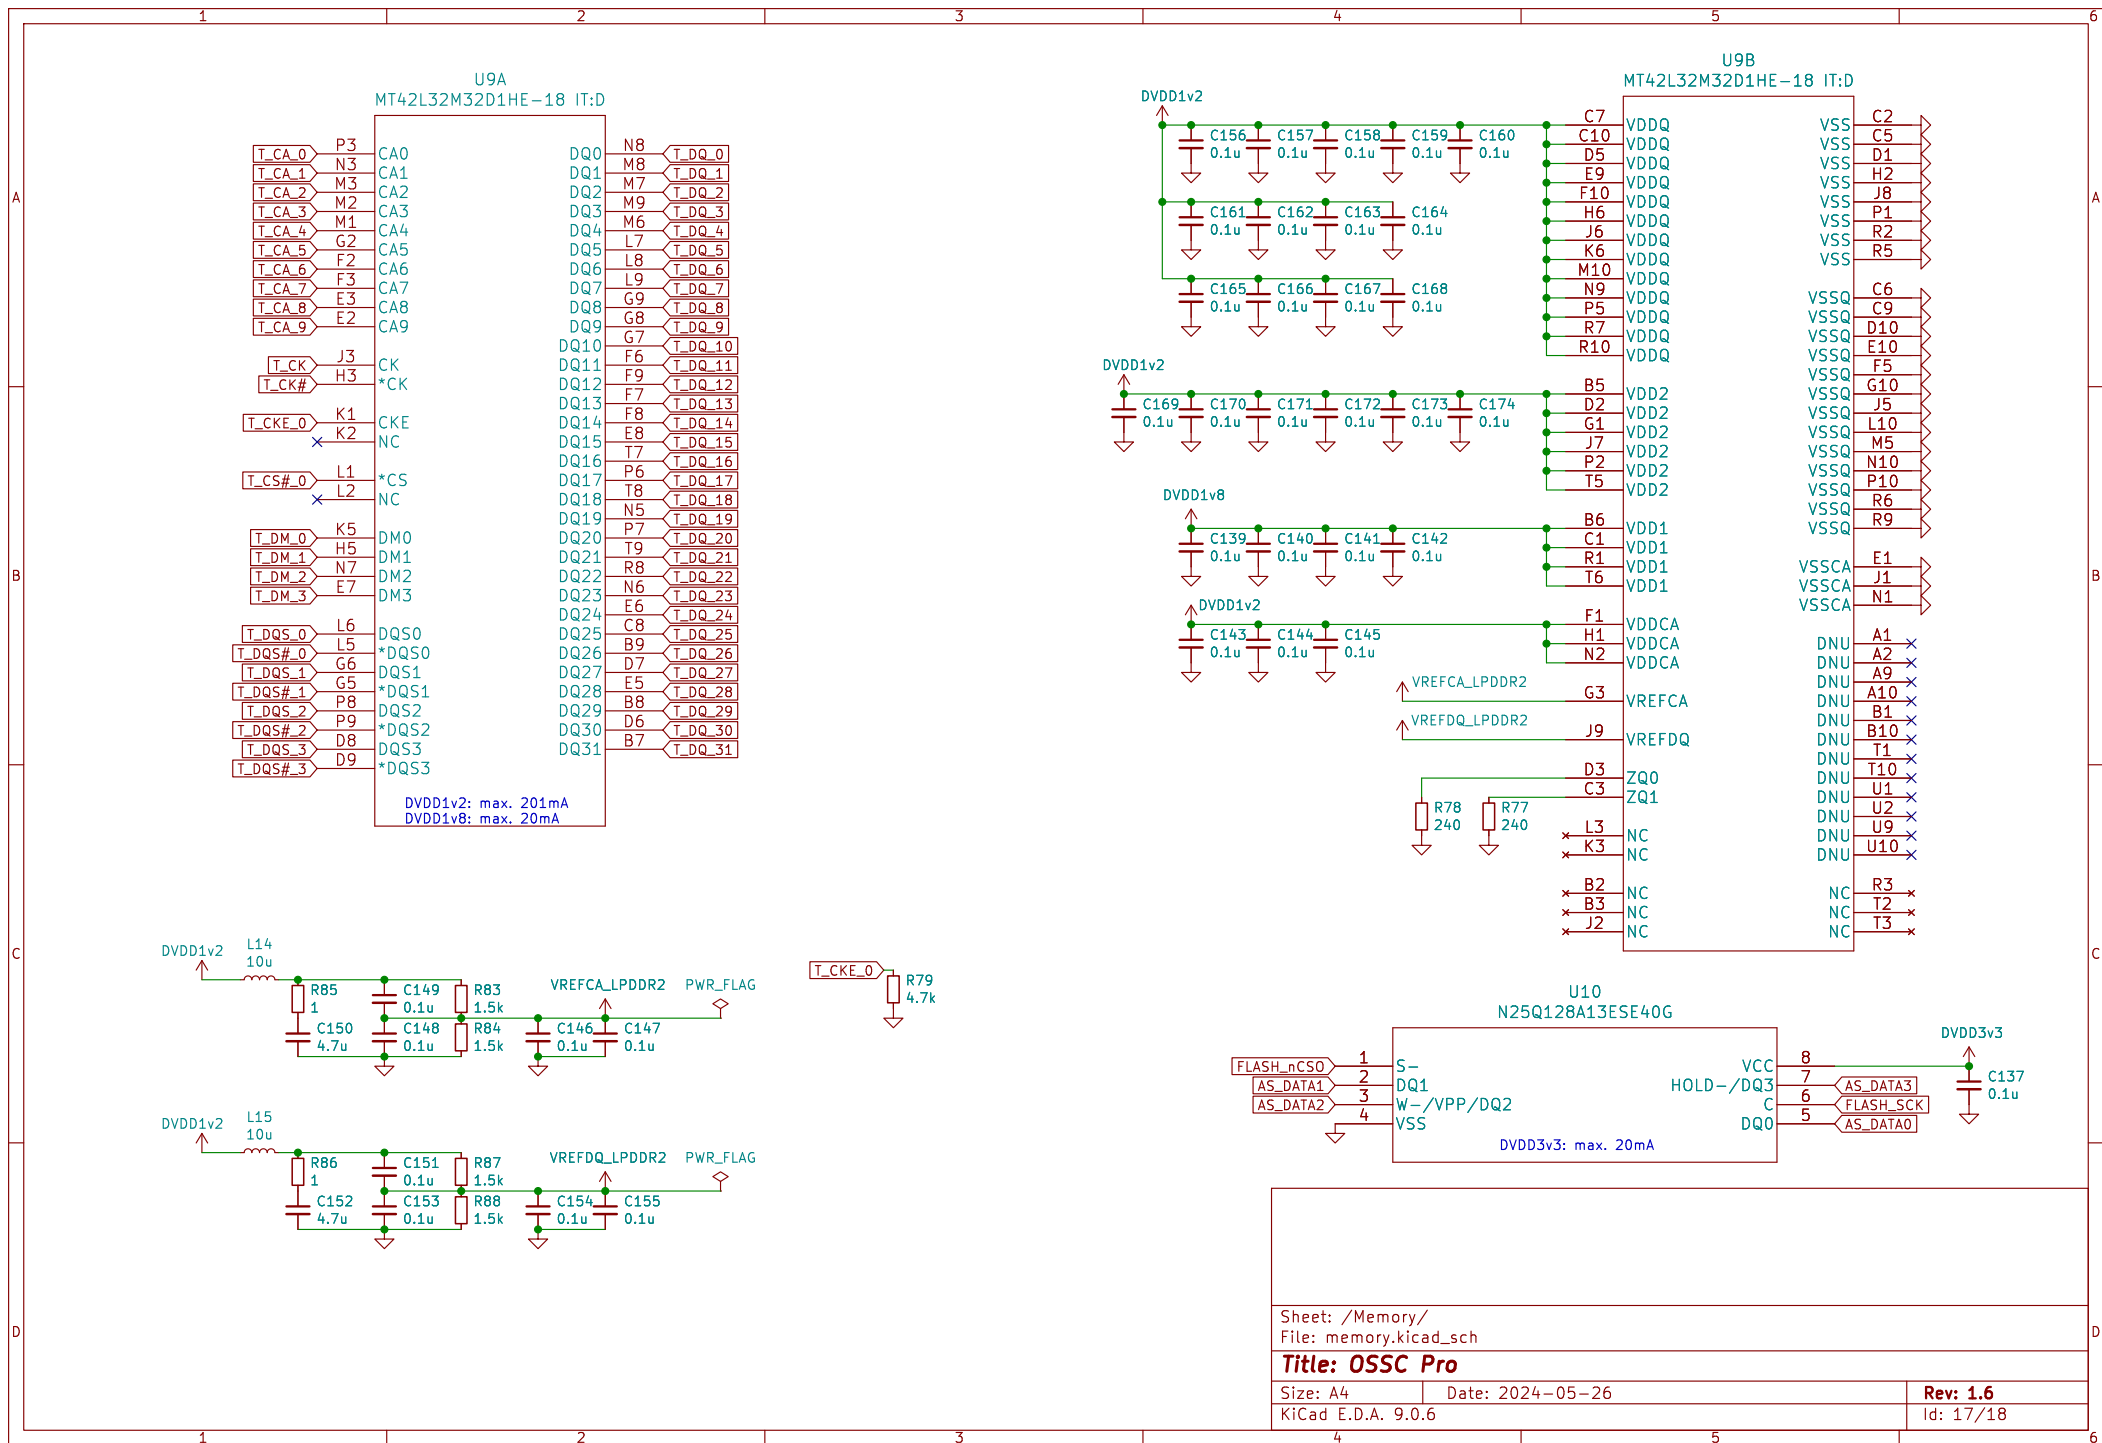 1 2 3 4 5 6
A
B
C
D
A
B
C
D
1 2 3 4 5 6
U9A
MT42L32M32D1HE-18 IT:D
T_CA_0 P3 CA0
T_CA_1 N3 CA1
T_CA_2 M3 CA2
T_CA_3 M2 CA3
T_CA_4 M1 CA4
T_CA_5 G2 CA5
T_CA_6 F2 CA6
T_CA_7 F3 CA7
T_CA_8 E3 CA8
T_CA_9 E2 CA9
T_CK J3 CK
T_CK# H3 *CK
T_CKE_0 K1 CKE
K2 NC
T_CS#_0 L1 *CS
L2 NC
T_DM_0 K5 DM0
T_DM_1 H5 DM1
T_DM_2 N7 DM2
T_DM_3 E7 DM3
T_DQS_0 L6 DQS0
T_DQS#_0 L5 *DQS0
T_DQS_1 G6 DQS1
T_DQS#_1 G5 *DQS1
T_DQS_2 P8 DQS2
T_DQS#_2 P9 *DQS2
T_DQS_3 D8 DQS3
T_DQS#_3 D9 *DQS3
DQ0 N8 T_DQ_0
DQ1 M8 T_DQ_1
DQ2 M7 T_DQ_2
DQ3 M9 T_DQ_3
DQ4 M6 T_DQ_4
DQ5 L7 T_DQ_5
DQ6 L8 T_DQ_6
DQ7 L9 T_DQ_7
DQ8 G9 T_DQ_8
DQ9 G8 T_DQ_9
DQ10 G7 T_DQ_10
DQ11 F6 T_DQ_11
DQ12 F9 T_DQ_12
DQ13 F7 T_DQ_13
DQ14 F8 T_DQ_14
DQ15 E8 T_DQ_15
DQ16 T7 T_DQ_16
DQ17 P6 T_DQ_17
DQ18 T8 T_DQ_18
DQ19 N5 T_DQ_19
DQ20 P7 T_DQ_20
DQ21 T9 T_DQ_21
DQ22 R8 T_DQ_22
DQ23 N6 T_DQ_23
DQ24 E6 T_DQ_24
DQ25 C8 T_DQ_25
DQ26 B9 T_DQ_26
DQ27 D7 T_DQ_27
DQ28 E5 T_DQ_28
DQ29 B8 T_DQ_29
DQ30 D6 T_DQ_30
DQ31 B7 T_DQ_31
DVDD1v2: max. 201mA
DVDD1v8: max. 20mA
DVDD1v2
C156 C157 C158 C159 C160
0.1u 0.1u 0.1u 0.1u 0.1u
C161 C162 C163 C164
0.1u 0.1u 0.1u 0.1u
C165 C166 C167 C168
0.1u 0.1u 0.1u 0.1u
DVDD1v2
C169 C170 C171 C172 C173 C174
0.1u 0.1u 0.1u 0.1u 0.1u 0.1u
DVDD1v8
C139 C140 C141 C142
0.1u 0.1u 0.1u 0.1u
DVDD1v2
C143 C144 C145
0.1u 0.1u 0.1u
VREFCA_LPDDR2
VREFDQ_LPDDR2
R78 R77
240 240
U9B
MT42L32M32D1HE-18 IT:D
C7 VDDQ
C10 VDDQ
D5 VDDQ
E9 VDDQ
F10 VDDQ
H6 VDDQ
J6 VDDQ
K6 VDDQ
M10 VDDQ
N9 VDDQ
P5 VDDQ
R7 VDDQ
R10 VDDQ
B5 VDD2
D2 VDD2
G1 VDD2
J7 VDD2
P2 VDD2
T5 VDD2
B6 VDD1
C1 VDD1
R1 VDD1
T6 VDD1
F1 VDDCA
H1 VDDCA
N2 VDDCA
G3 VREFCA
J9 VREFDQ
D3 ZQ0
C3 ZQ1
L3 NC
K3 NC
B2 NC
B3 NC
J2 NC
VSS C2
VSS C5
VSS D1
VSS H2
VSS J8
VSS P1
VSS R2
VSS R5
VSSQ C6
VSSQ C9
VSSQ D10
VSSQ E10
VSSQ F5
VSSQ G10
VSSQ J5
VSSQ L10
VSSQ M5
VSSQ N10
VSSQ P10
VSSQ R6
VSSQ R9
VSSCA E1
VSSCA J1
VSSCA N1
DNU A1
DNU A2
DNU A9
DNU A10
DNU B1
DNU B10
DNU T1
DNU T10
DNU U1
DNU U2
DNU U9
DNU U10
NC R3
NC T2
NC T3
DVDD1v2 L14
10u
R85
1
C150
4.7u
C149
0.1u
C148
0.1u
R83
1.5k
R84
1.5k
VREFCA_LPDDR2 PWR_FLAG
C146 C147
0.1u 0.1u
T_CKE_0
R79
4.7k
DVDD1v2 L15
10u
R86
1
C152
4.7u
C151
0.1u
C153
0.1u
R87
1.5k
R88
1.5k
VREFDQ_LPDDR2 PWR_FLAG
C154 C155
0.1u 0.1u
U10
N25Q128A13ESE40G
FLASH_nCSO 1 S-
AS_DATA1 2 DQ1
AS_DATA2 3 W-/VPP/DQ2
4 VSS
VCC 8
HOLD-/DQ3 7 AS_DATA3
C 6 FLASH_SCK
DQ0 5 AS_DATA0
DVDD3v3: max. 20mA
DVDD3v3
C137
0.1u
Sheet: /Memory/
File: memory.kicad_sch
Title: OSSC Pro
Size: A4 Date: 2024-05-26 Rev: 1.6
KiCad E.D.A. 9.0.6 Id: 17/18